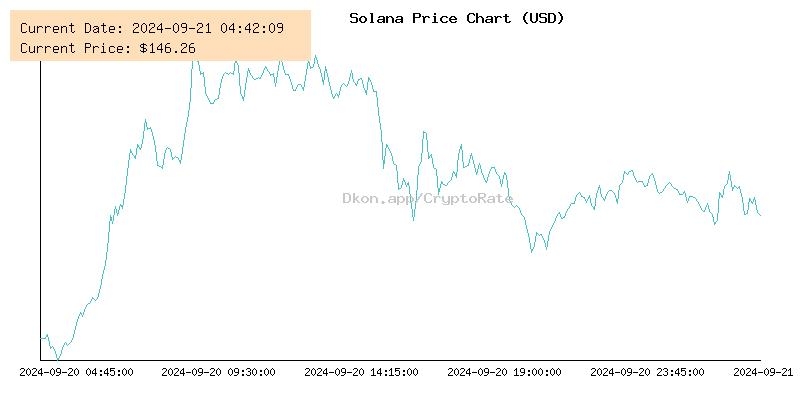 Solana Price Chart (USD)
Current Date: 2024-09-21 04:42:09
Current Price: $146.26
Dkon.app/CryptoRate
2024-09-20 04:45:00
2024-09-20 09:30:00
2024-09-20 14:15:00
2024-09-20 19:00:00
2024-09-20 23:45:00
2024-09-21